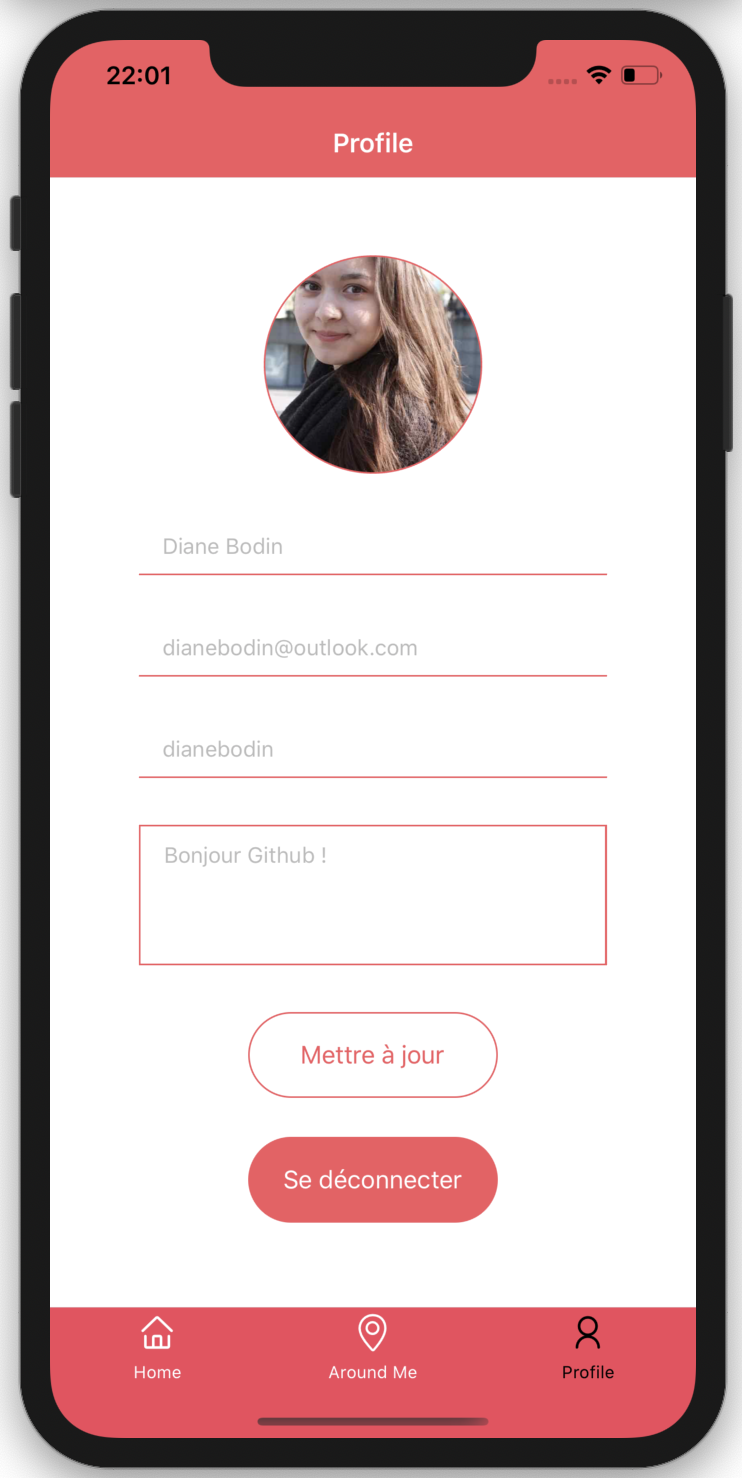 22:01
Profile
Diane Bodin
dianebodin@outlook.com
dianebodin
Bonjour Github !
Mettre à jour
Se déconnecter
Home
Around Me
Profile